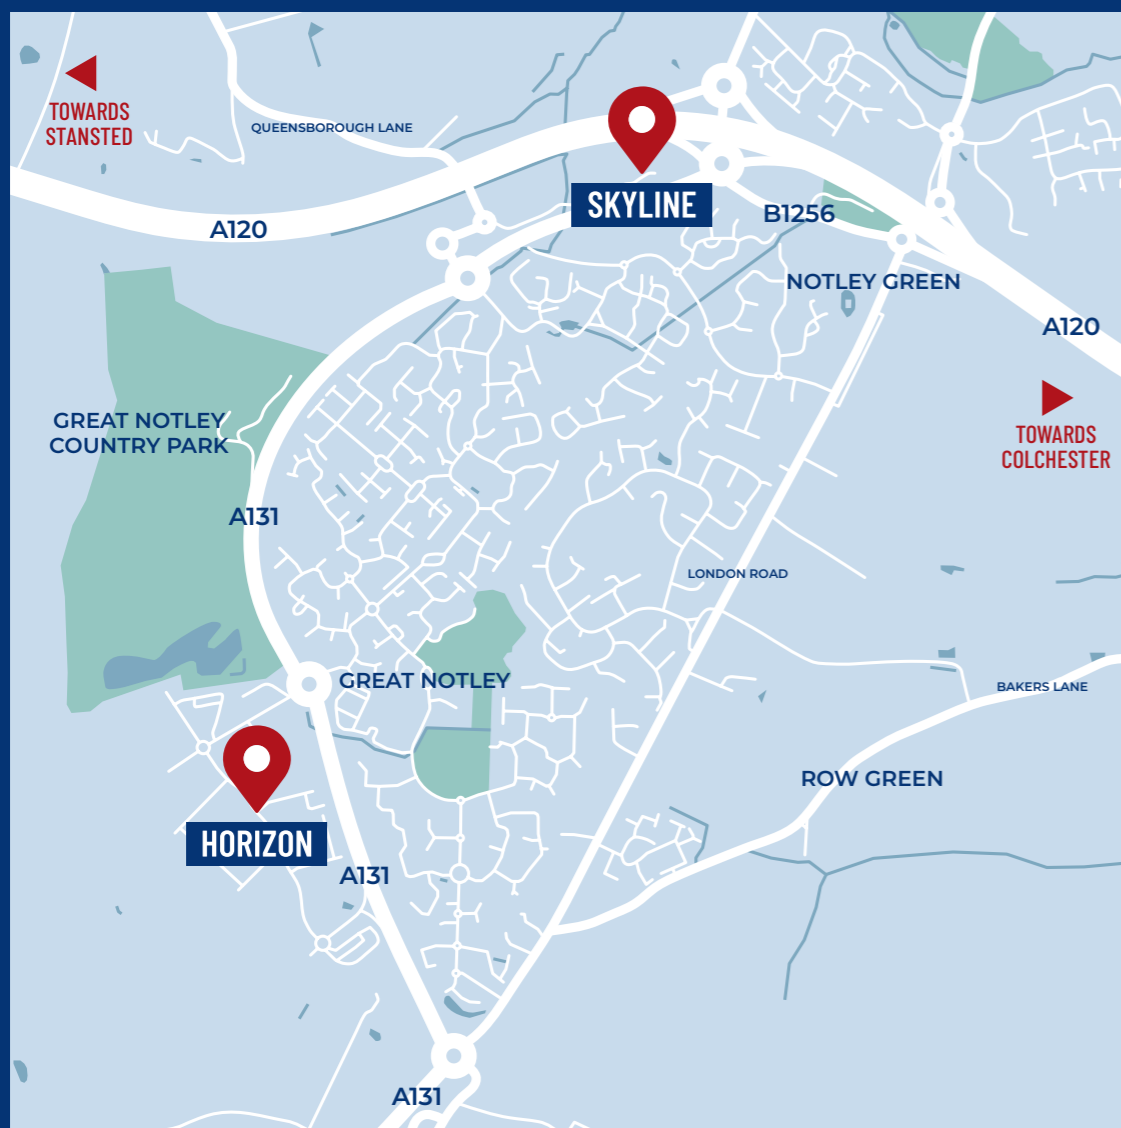 TOWARDS
STANSTED
QUEENSBOROUGH LANE
SKYLINE
B1256
A120
NOTLEY GREEN
A120
GREAT NOTLEY
COUNTRY PARK
TOWARDS
COLCHESTER
A131
LONDON ROAD
GREAT NOTLEY
BAKERS LANE
ROW GREEN
HORIZON
A131
A131